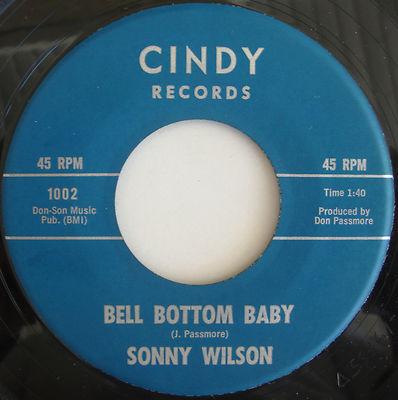 CINDY
RECORDS
45 RPM
45 RPM
1002
Don-Son Music
Pub. (BMI)
Time 1:40
Produced by
Don Passmore
BELL BOTTOM BABY
(J. Passmore)
SONNY WILSON